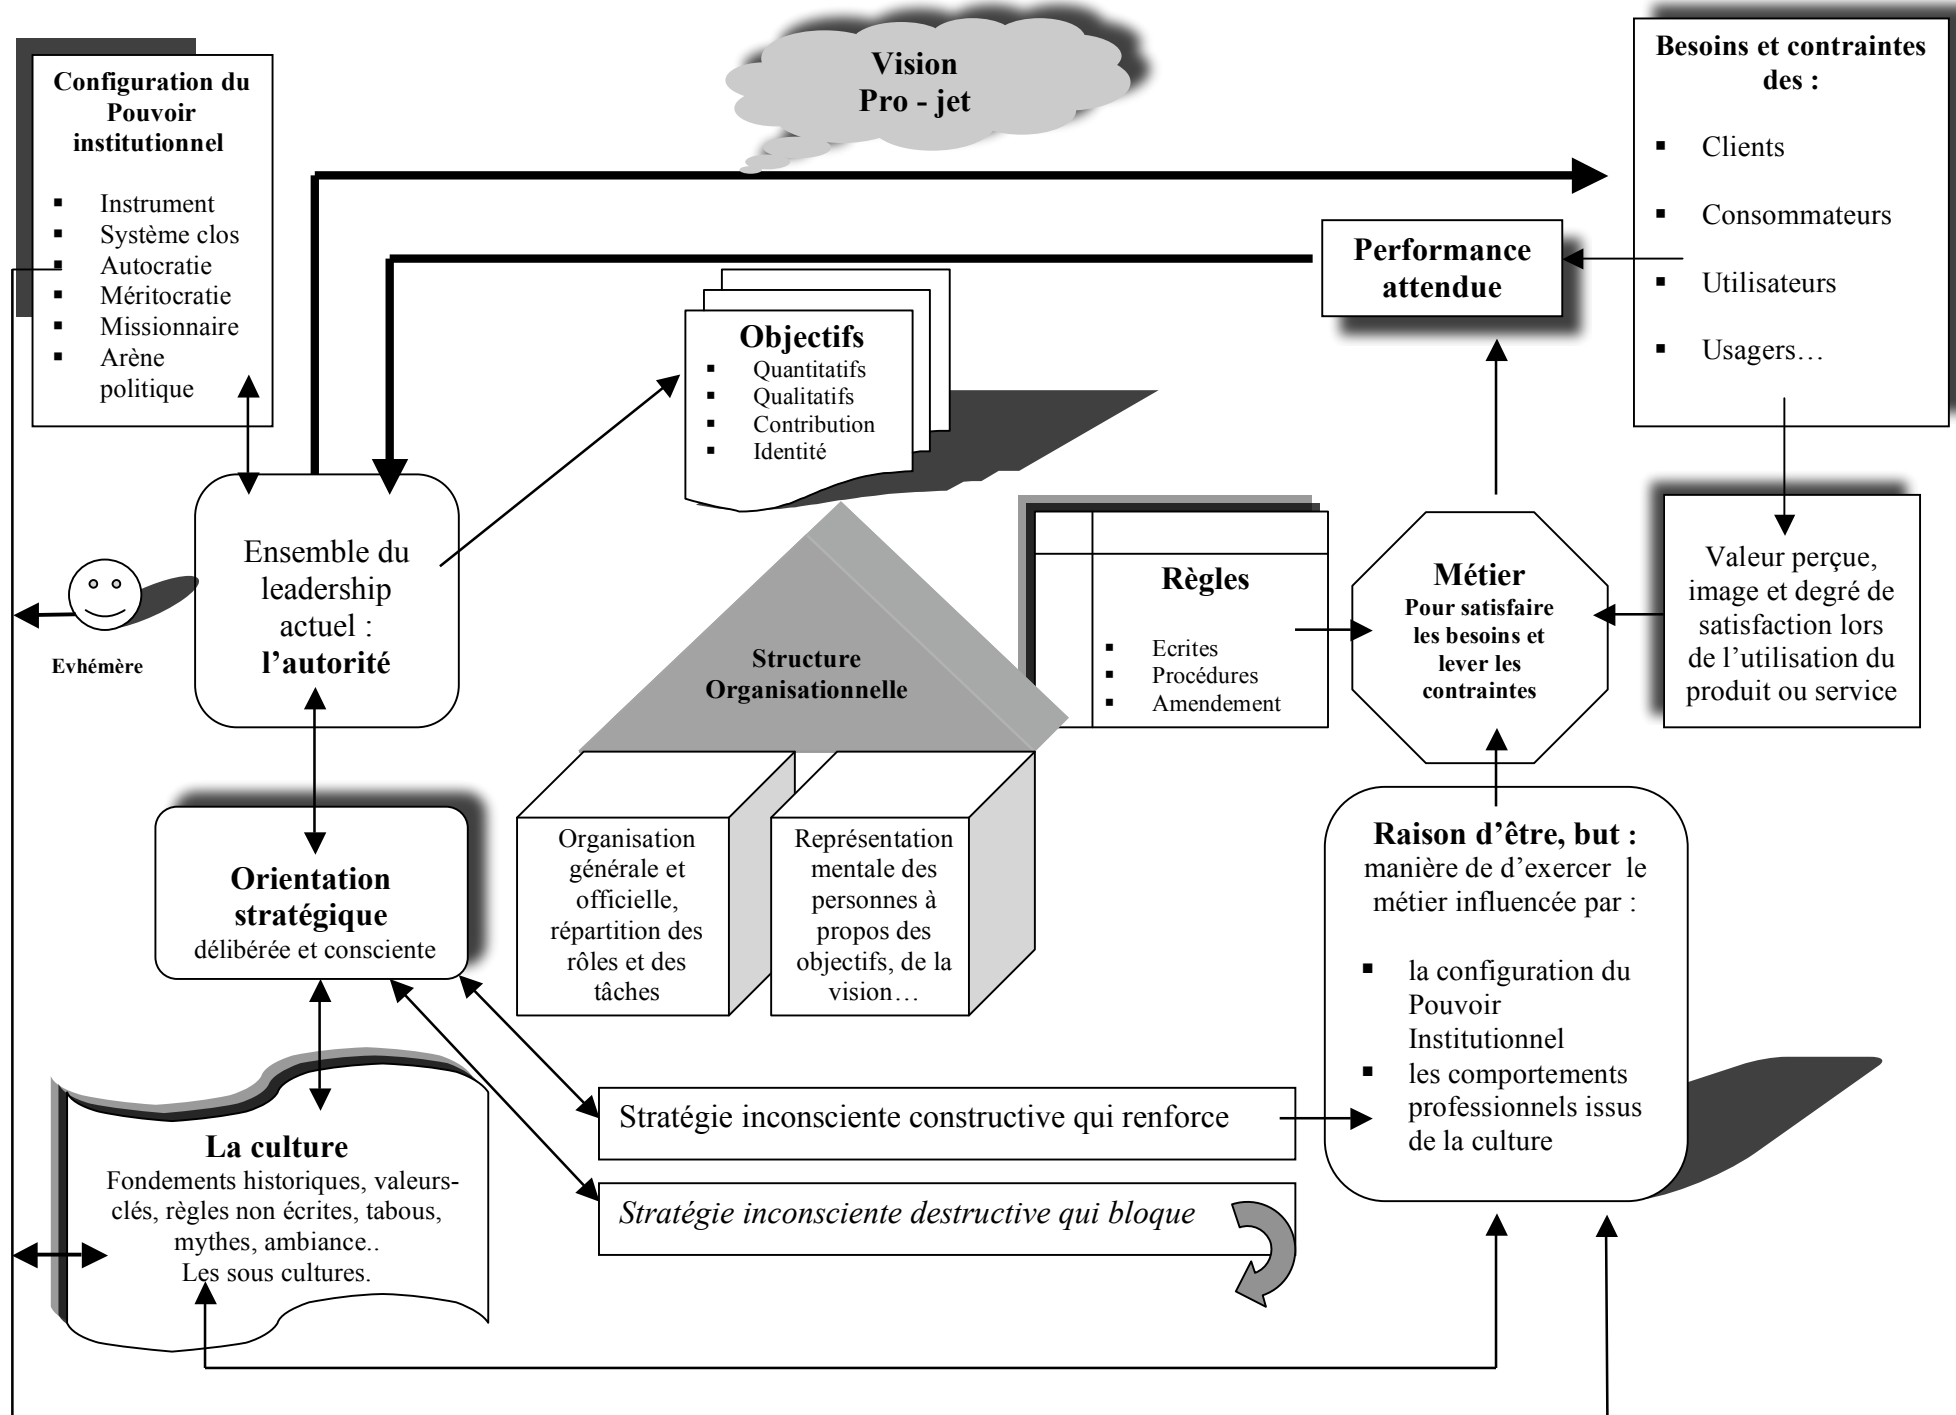 Vision
Pro - jet
Configuration du
Pouvoir
institutionnel
▪ Instrument
▪ Système clos
▪ Autocratie
▪ Méritocratie
▪ Missionnaire
▪ Arène
politique
Besoins et contraintes
des :
▪ Clients
▪ Consommateurs
▪ Utilisateurs
▪ Usagers…
Performance
attendue
Objectifs
▪ Quantitatifs
▪ Qualitatifs
▪ Contribution
▪ Identité
Evhémère
Ensemble du
leadership
actuel :
l’autorité
Structure
Organisationnelle
Règles
▪ Ecrites
▪ Procédures
▪ Amendement
Métier
Pour satisfaire
les besoins et
lever les
contraintes
Valeur perçue,
image et degré de
satisfaction lors
de l’utilisation du
produit ou service
Orientation
stratégique
délibérée et consciente
Organisation
générale et
officielle,
répartition des
rôles et des
tâches
Représentation
mentale des
personnes à
propos des
objectifs, de la
vision…
Raison d’être, but :
manière de d’exercer le
métier influencée par :
▪ la configuration du
Pouvoir
Institutionnel
▪ les comportements
professionnels issus
de la culture
La culture
Fondements historiques, valeurs-
clés, règles non écrites, tabous,
mythes, ambiance..
Les sous cultures.
Stratégie inconsciente constructive qui renforce
Stratégie inconsciente destructive qui bloque